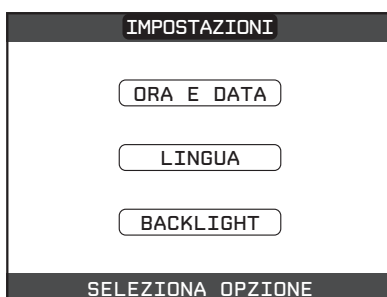 IMPOSTAZIONI
ORA E DATA
LINGUA
BACKLIGHT
SELEZIONA OPZIONE